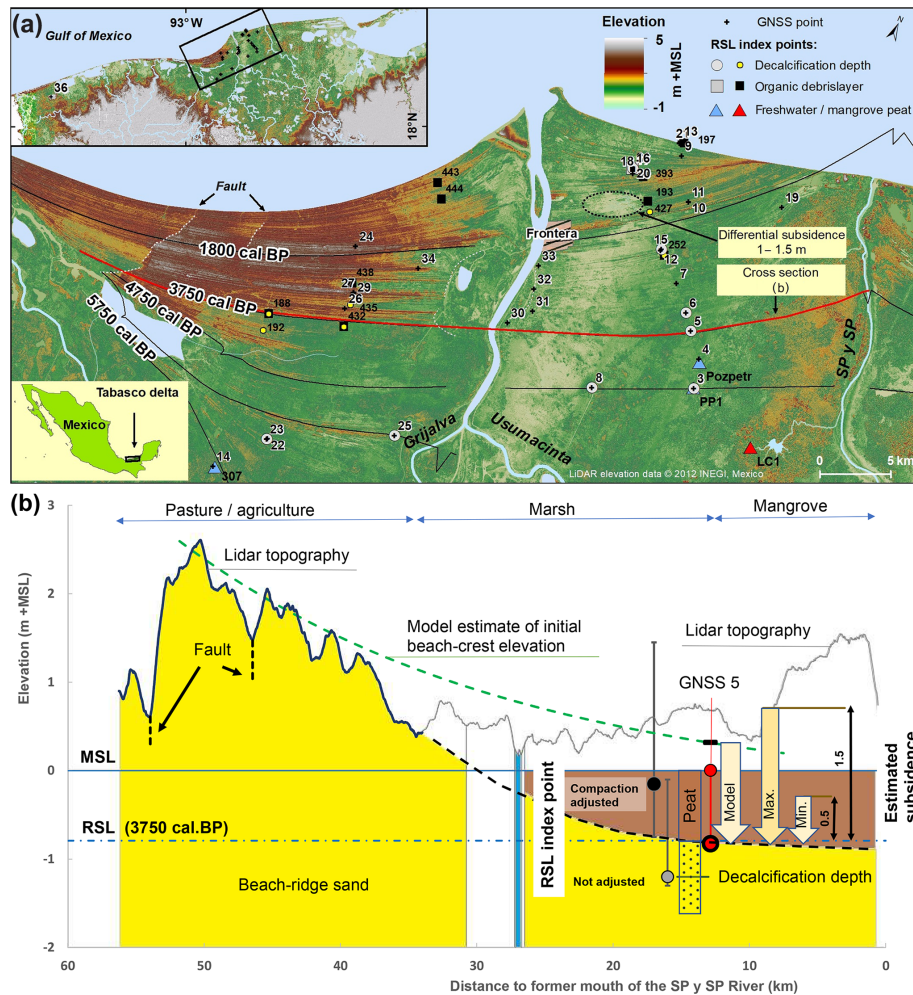 (a)
Gulf of Mexico
93° W
36
18°N
Elevation
5
m +MSL
-1
N
GNSS point
RSL index points:
Decalcification depth
Organic debrislayer
Freshwater / mangrove peat
443
444
Fault
1800 cal BP
24
34
438
27
29
26
435
3750 cal BP
188
432
192
4750 cal BP
5750 cal.BP
2
13
197
9
16
18
20
393
193
427
11
10
19
Frontera
Differential subsidence
1– 1.5 m
15
252
12
7
Cross section
(b)
33
32
31
30
6
5
4
Pozpetr
8
3
PP1
SP y SP
Tabasco delta
Mexico
23
22
25
14
307
Grijalva
Usumacinta
LC1
0
5 km
LiDAR elevation data © 2012 INEGI, Mexico
(b)
Pasture / agriculture
Marsh
Mangrove
Lidar topography
Model estimate of initial
beach-crest elevation
Lidar topography
Fault
GNSS 5
MSL
RSL (3750 cal.BP)
Beach-ridge sand
RSL index point
Compaction
adjusted
Not adjusted
Peat
Model
Max.
Min.
0.5
1.5
Estimated
subsidence
Decalcification depth
Elevation (m +MSL)
3
2
1
0
-1
-2
60
50
40
30
20
10
0
Distance to former mouth of the SP y SP River (km)